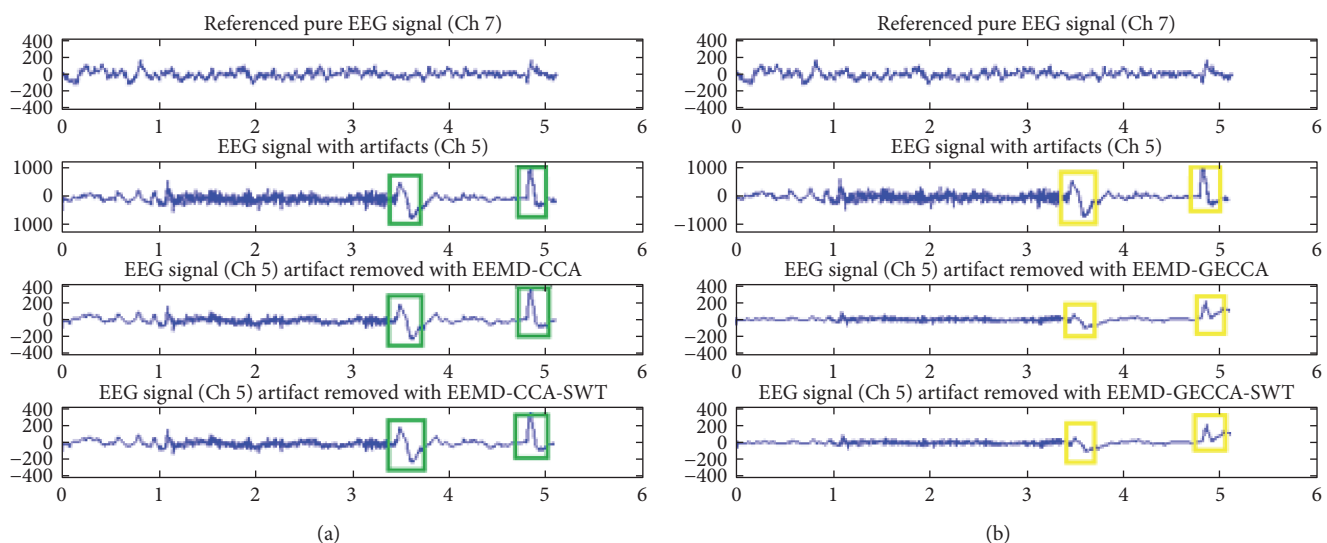 Referenced pure EEG signal (Ch 7)
400
200
0
−200
−400
0 1 2 3 4 5 6
EEG signal with artifacts (Ch 5)
1000
0
1000
0 1 2 3 4 5 6
EEG signal (Ch 5) artifact removed with EEMD-CCA
400
200
0
−200
−400
0 1 2 3 4 5 6
EEG signal (Ch 5) artifact removed with EEMD-CCA-SWT
400
200
0
−200
−400
0 1 2 3 4 5 6
(a)
Referenced pure EEG signal (Ch 7)
400
200
0
−200
−400
0 1 2 3 4 5 6
EEG signal with artifacts (Ch 5)
1000
0
−1000
0 1 2 3 4 5 6
EEG signal (Ch 5) artifact removed with EEMD-GECCA
400
200
0
−200
−400
0 1 2 3 4 5 6
EEG signal (Ch 5) artifact removed with EEMD-GECCA-SWT
400
200
0
−200
−400
0 1 2 3 4 5 6
(b)